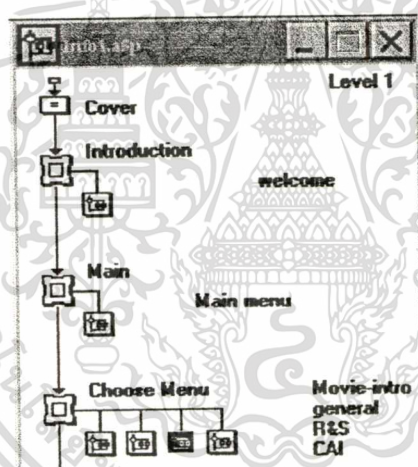 Level 1
Cover
Introduction
welcome
Main
Main menu
Choose Menu
Movie-intro
general
R&S
CAI